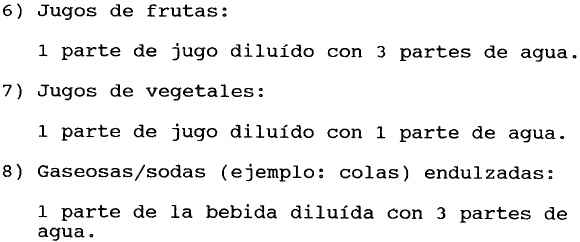 6) Jugos de frutas:
1 parte de jugo diluído con 3 partes de agua.
7) Jugos de vegetales:
1 parte de jugo diluído con 1 parte de agua.
8) Gaseosas/sodas (ejemplo: colas) endulzadas:
1 parte de la bebida diluída con 3 partes de
agua.